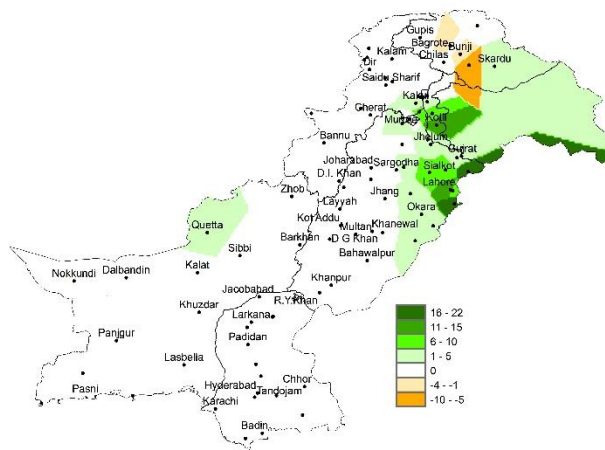 Gupis
Bagrote
Bunji
Kalam
Chilas
Skardu
Dir
Saidu Sharif
Cherat
Kotli
Bannu
Jhelum
Gujrat
Joharabad
Sargodha
Sialkot
D.I. Khan
Zhob
Lahore
Jhang
Layyah
Okara
Quetta
Kot Addu
Multan
Khanewal
Barkhan
D G Khan
Sibbi
Bahawalpur
Nokkundi
Dalbandin
Kalat
Khanpur
Jacobabad
R.Y.Khan
Khuzdar
Larkana
16 - 22
11 - 15
Panjgur
Padidan
6 - 10
1 - 5
Lasbelia
0
Pasni
Hyderabad
Chhor
-4 - -1
Tandojam
-10 - -5
Karachi
Badin